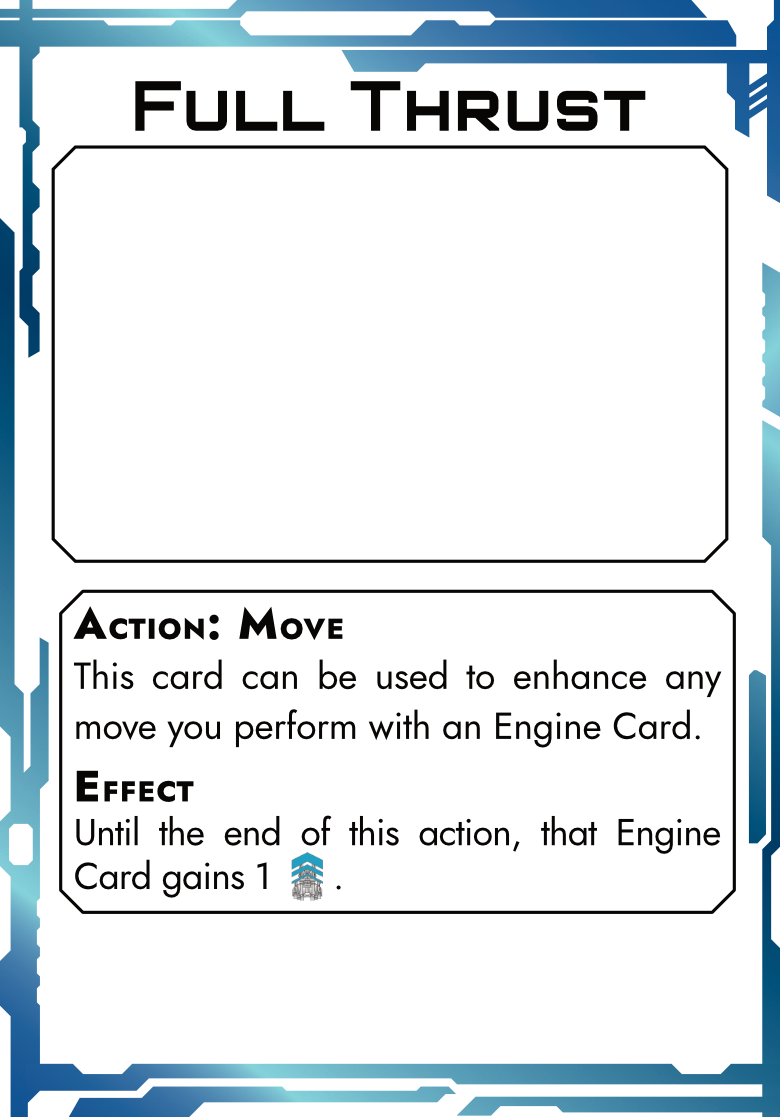 Full Thrust
Action: Move
This card can be used to enhance any
move you perform with an Engine Card.
Effect
Until the end of this action, that Engine
Card gains 1 .